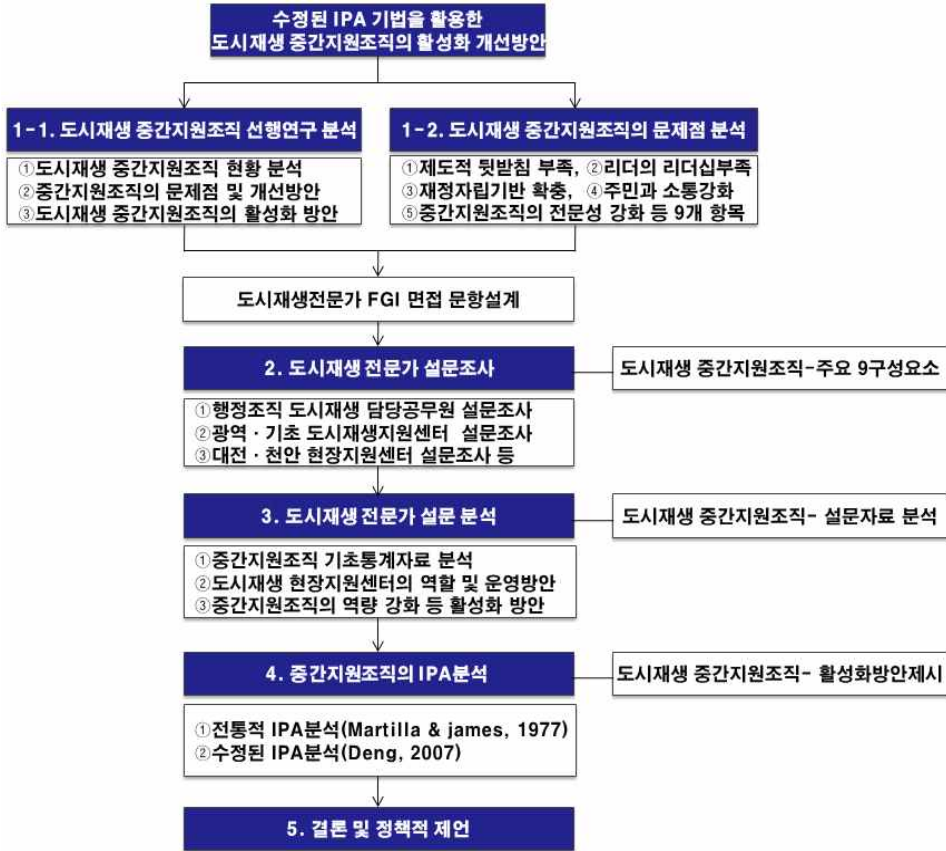 수정된 IPA 기법을 활용한
도시재생 중간지원조직의 활성화 개선방안
1-1. 도시재생 중간지원조직 선행연구 분석
①도시재생 중간지원조직 현황 분석
②중간지원조직의 문제점 및 개선방안
③도시재생 중간지원조직의 활성화 방안
1-2. 도시재생 중간지원조직의 문제점 분석
①제도적 뒷받침 부족, ②리더의 리더십부족
③재정자립기반 확충, ④주민과 소통강화
⑤중간지원조직의 전문성 강화 등 9개 항목
도시재생전문가 FGI 면접 문항설계
2. 도시재생 전문가 설문조사
도시재생 중간지원조직-주요 9구성요소
①행정조직 도시재생 담당공무원 설문조사
②광역 · 기초 도시재생지원센터 설문조사
③대전 · 천안 현장지원센터 설문조사 등
3. 도시재생 전문가 설문 분석
도시재생 중간지원조직- 설문자료 분석
①중간지원조직 기초통계자료 분석
②도시재생 현장지원센터의 역할 및 운영방안
③중간지원조직의 역량 강화 등 활성화 방안
4. 중간지원조직의 IPA분석
도시재생 중간지원조직- 활성화방안제시
①전통적 IPA분석(Martilla & james, 1977)
②수정된 IPA분석(Deng, 2007)
5. 결론 및 정책적 제언